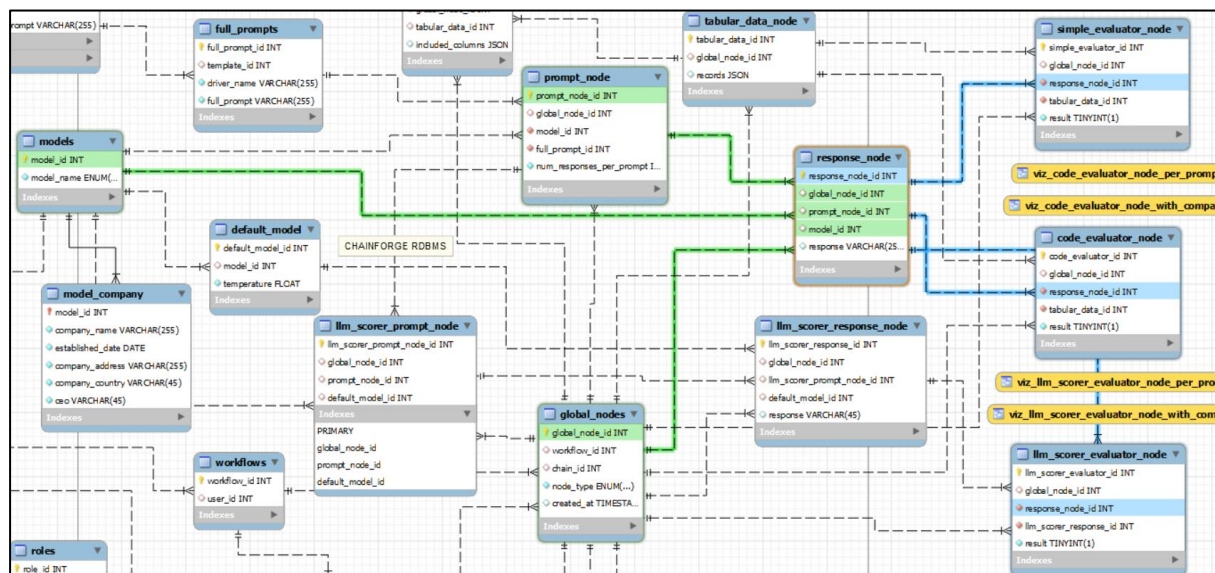 prompt VARCHAR(255)
full_prompts
full_prompt_id INT
template_id INT
driver_name VARCHAR(255)
full_prompt VARCHAR(255)
Indexes
tabular_data_id INT
included_columns JSON
Indexes
prompt_node
prompt_node_id INT
global_node_id INT
model_id INT
full_prompt_id INT
num_responses_per_prompt I...
Indexes
tabular_data_node
tabular_data_id INT
global_node_id INT
records JSON
Indexes
simple_evaluator_node
simple_evaluator_id INT
global_node_id INT
response_node_id INT
tabular_data_id INT
result TINYINT(1)
Indexes
models
model_id INT
model_name ENUM(...
Indexes
response_node
response_node_id INT
global_node_id INT
prompt_node_id INT
model_id INT
response VARCHAR(25...
Indexes
viz_code_evaluator_node_per_promp
viz_code_evaluator_node_with_compa
default_model
default_model_id INT
model_id INT
temperature FLOAT
Indexes
CHAINFORGE RDBMS
code_evaluator_node
code_evaluator_id INT
global_node_id INT
response_node_id INT
tabular_data_id INT
result TINYINT(1)
Indexes
model_company
model_id INT
company_name VARCHAR(255)
established_date DATE
company_address VARCHAR(255)
company_country VARCHAR(45)
ceo VARCHAR(45)
Indexes
llm_scorer_prompt_node
llm_scorer_prompt_node_id INT
global_node_id INT
prompt_node_id INT
default_model_id INT
Indexes
PRIMARY
global_node_id
prompt_node_id
default_model_id
llm_scorer_response_node
llm_scorer_response_id INT
global_node_id INT
llm_scorer_prompt_node_id INT
default_model_id INT
response VARCHAR(45)
Indexes
viz_llm_scorer_evaluator_node_per_pro
viz_llm_scorer_evaluator_node_with_com
global_nodes
global_node_id INT
workflow_id INT
chain_id INT
node_type ENUM(...)
created_at TIMESTA...
Indexes
workflows
workflow_id INT
user_id INT
Indexes
llm_scorer_evaluator_node
llm_scorer_evaluator_id INT
global_node_id INT
response_node_id INT
llm_scorer_response_id INT
result TINYINT(1)
Indexes
roles
role_id INT